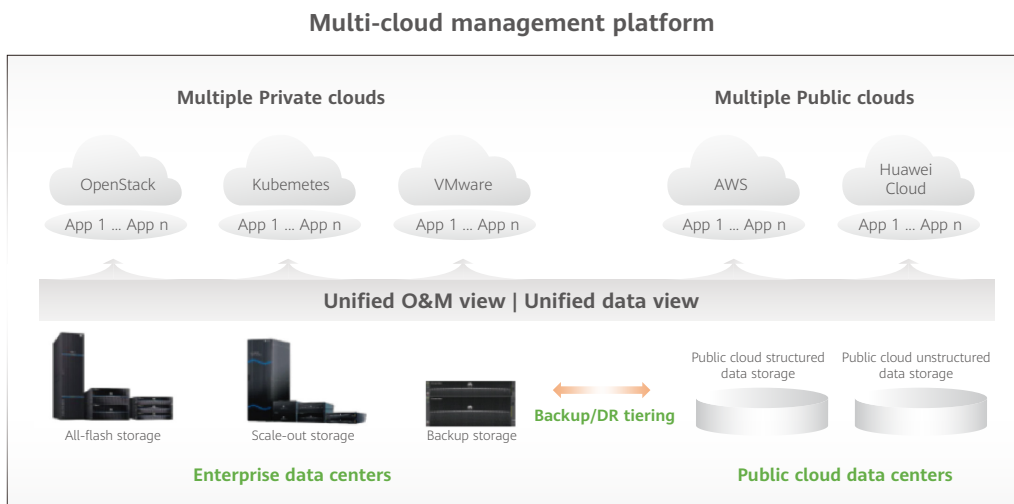 Multi-cloud management platform
Multiple Private clouds
Multiple Public clouds
OpenStack
Kubemetes
VMware
AWS
Huawei
Cloud
App 1 ... App n
App 1 ... App n
App 1 ... App n
App 1 ... App n
App 1 ... App n
Unified O&M view | Unified data view
All-flash storage
Scale-out storage
Backup storage
Backup/DR tiering
Public cloud structured
data storage
Public cloud unstructured
data storage
Enterprise data centers
Public cloud data centers